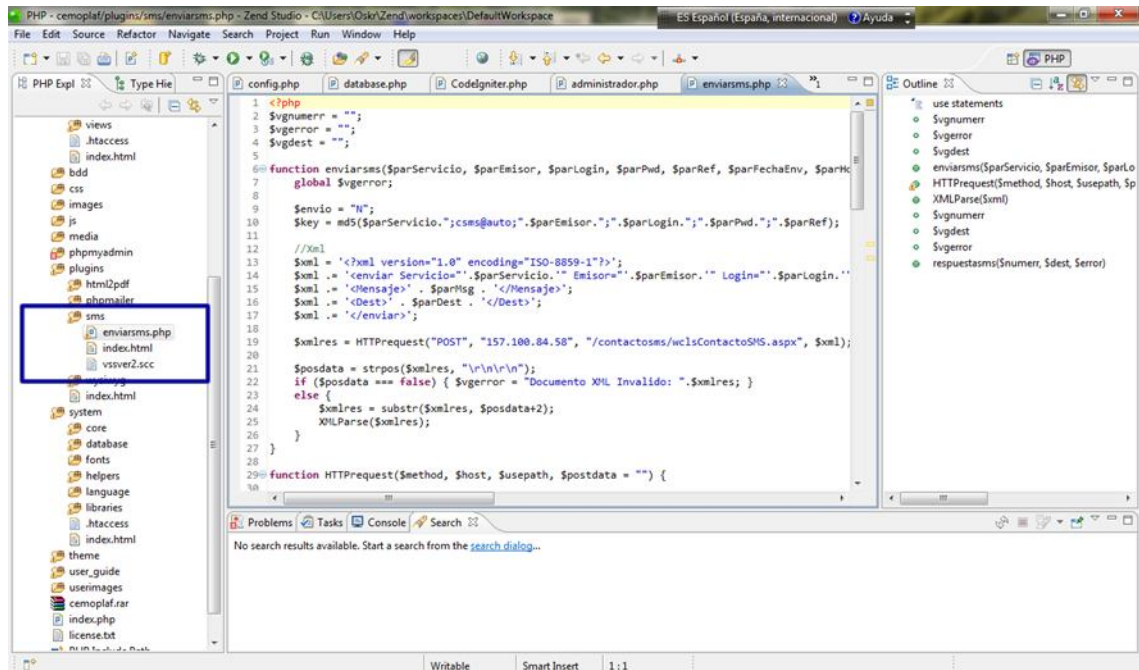 PHP - cemoplaf/plugins/sms/enviarsms.php - Zend Studio - C:\Users\Oskr\Zend\workspaces\DefaultWorkspace
ES Español (España, internacional) Ayuda
File Edit Source Refactor Navigate Search Project Run Window Help
PHP
PHP Expl Type Hie
views
.htaccess
index.html
bdd
css
images
js
media
phpmyadmin
plugins
html2pdf
phpmailer
sms
enviarsms.php
index.html
vssver2.scc
wysiwyg
index.html
system
core
database
fonts
helpers
language
libraries
.htaccess
index.html
theme
user_guide
userimages
cemoplaf.rar
index.php
license.txt
PHP Include Path
config.php database.php CodeIgniter.php administrador.php enviarsms.php 1
1 <?php
2 $vgnumerr = "";
3 $vgerror = "";
4 $vgdest = "";
5
6 function enviarsms($parServicio, $parEmisor, $parLogin, $parPwd, $parRef, $parFechaEnv, $parHo
7 global $vgerror;
8
9 $envio = "N";
10 $key = md5($parServicio.";csms@auto;".$parEmisor.";".$parLogin.";".$parPwd.";".$parRef);
11
12 //Xml
13 $xml = '<?xml version="1.0" encoding="ISO-8859-1"?>';
14 $xml .= '<enviar Servicio="'.$parServicio.'" Emisor="'.$parEmisor.'" Login="'.$parLogin.'"
15 $xml .= '<Mensaje>' . $parMsg . '</Mensaje>';
16 $xml .= '<Dest>' . $parDest . '</Dest>';
17 $xml .= '</enviar>';
18
19 $xmlres = HTTPrequest("POST", "157.100.84.58", "/contactosms/wclsContactoSMS.aspx", $xml);
20
21 $posdata = strpos($xmlres, "\r\n\r\n");
22 if ($posdata === false) { $vgerror = "Documento XML Invalido: ".$xmlres; }
23 else {
24 $xmlres = substr($xmlres, $posdata+2);
25 XMLParse($xmlres);
26 }
27 }
28
29 function HTTPrequest($method, $host, $usepath, $postdata = "") {
30
Outline
use statements
$vgnumerr
$vgerror
$vgdest
enviarsms($parServicio, $parEmisor, $parLo
HTTPrequest($method, $host, $usepath, $p
XMLParse($xml)
$vgnumerr
$vgdest
$vgerror
respuestasms($numerr, $dest, $error)
Problems Tasks Console Search
No search results available. Start a search from the search dialog...
Writable Smart Insert 1 : 1